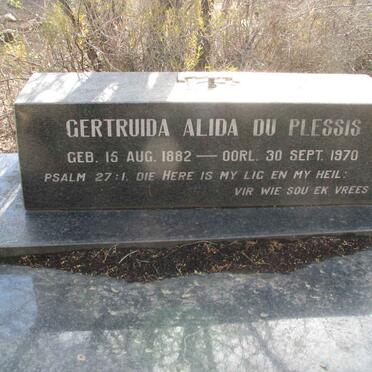 GERTRUIDA ALIDA DU PLESSIS
GEB. 15 AUG. 1882 — OORL. 30 SEPT. 1970
PSALM 27:1. DIE HERE IS MY LIG EN MY HEIL:
VIR WIE SOU EK VREES